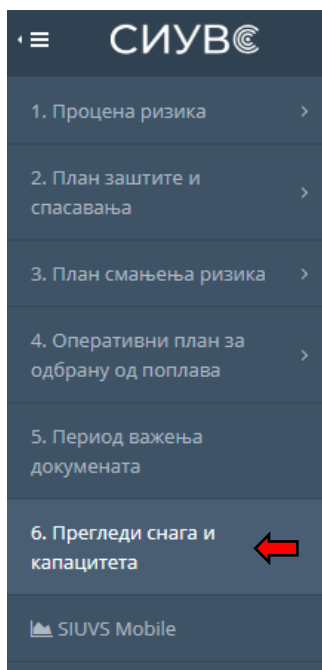 СИУВС
1. Процена ризика
2. План заштите и
спасавања
3. План смањења ризика
4. Оперативни план за
одбрану од поплава
5. Период важења
докумената
6. Прегледи снага и
капацитета
SIUVS Mobile